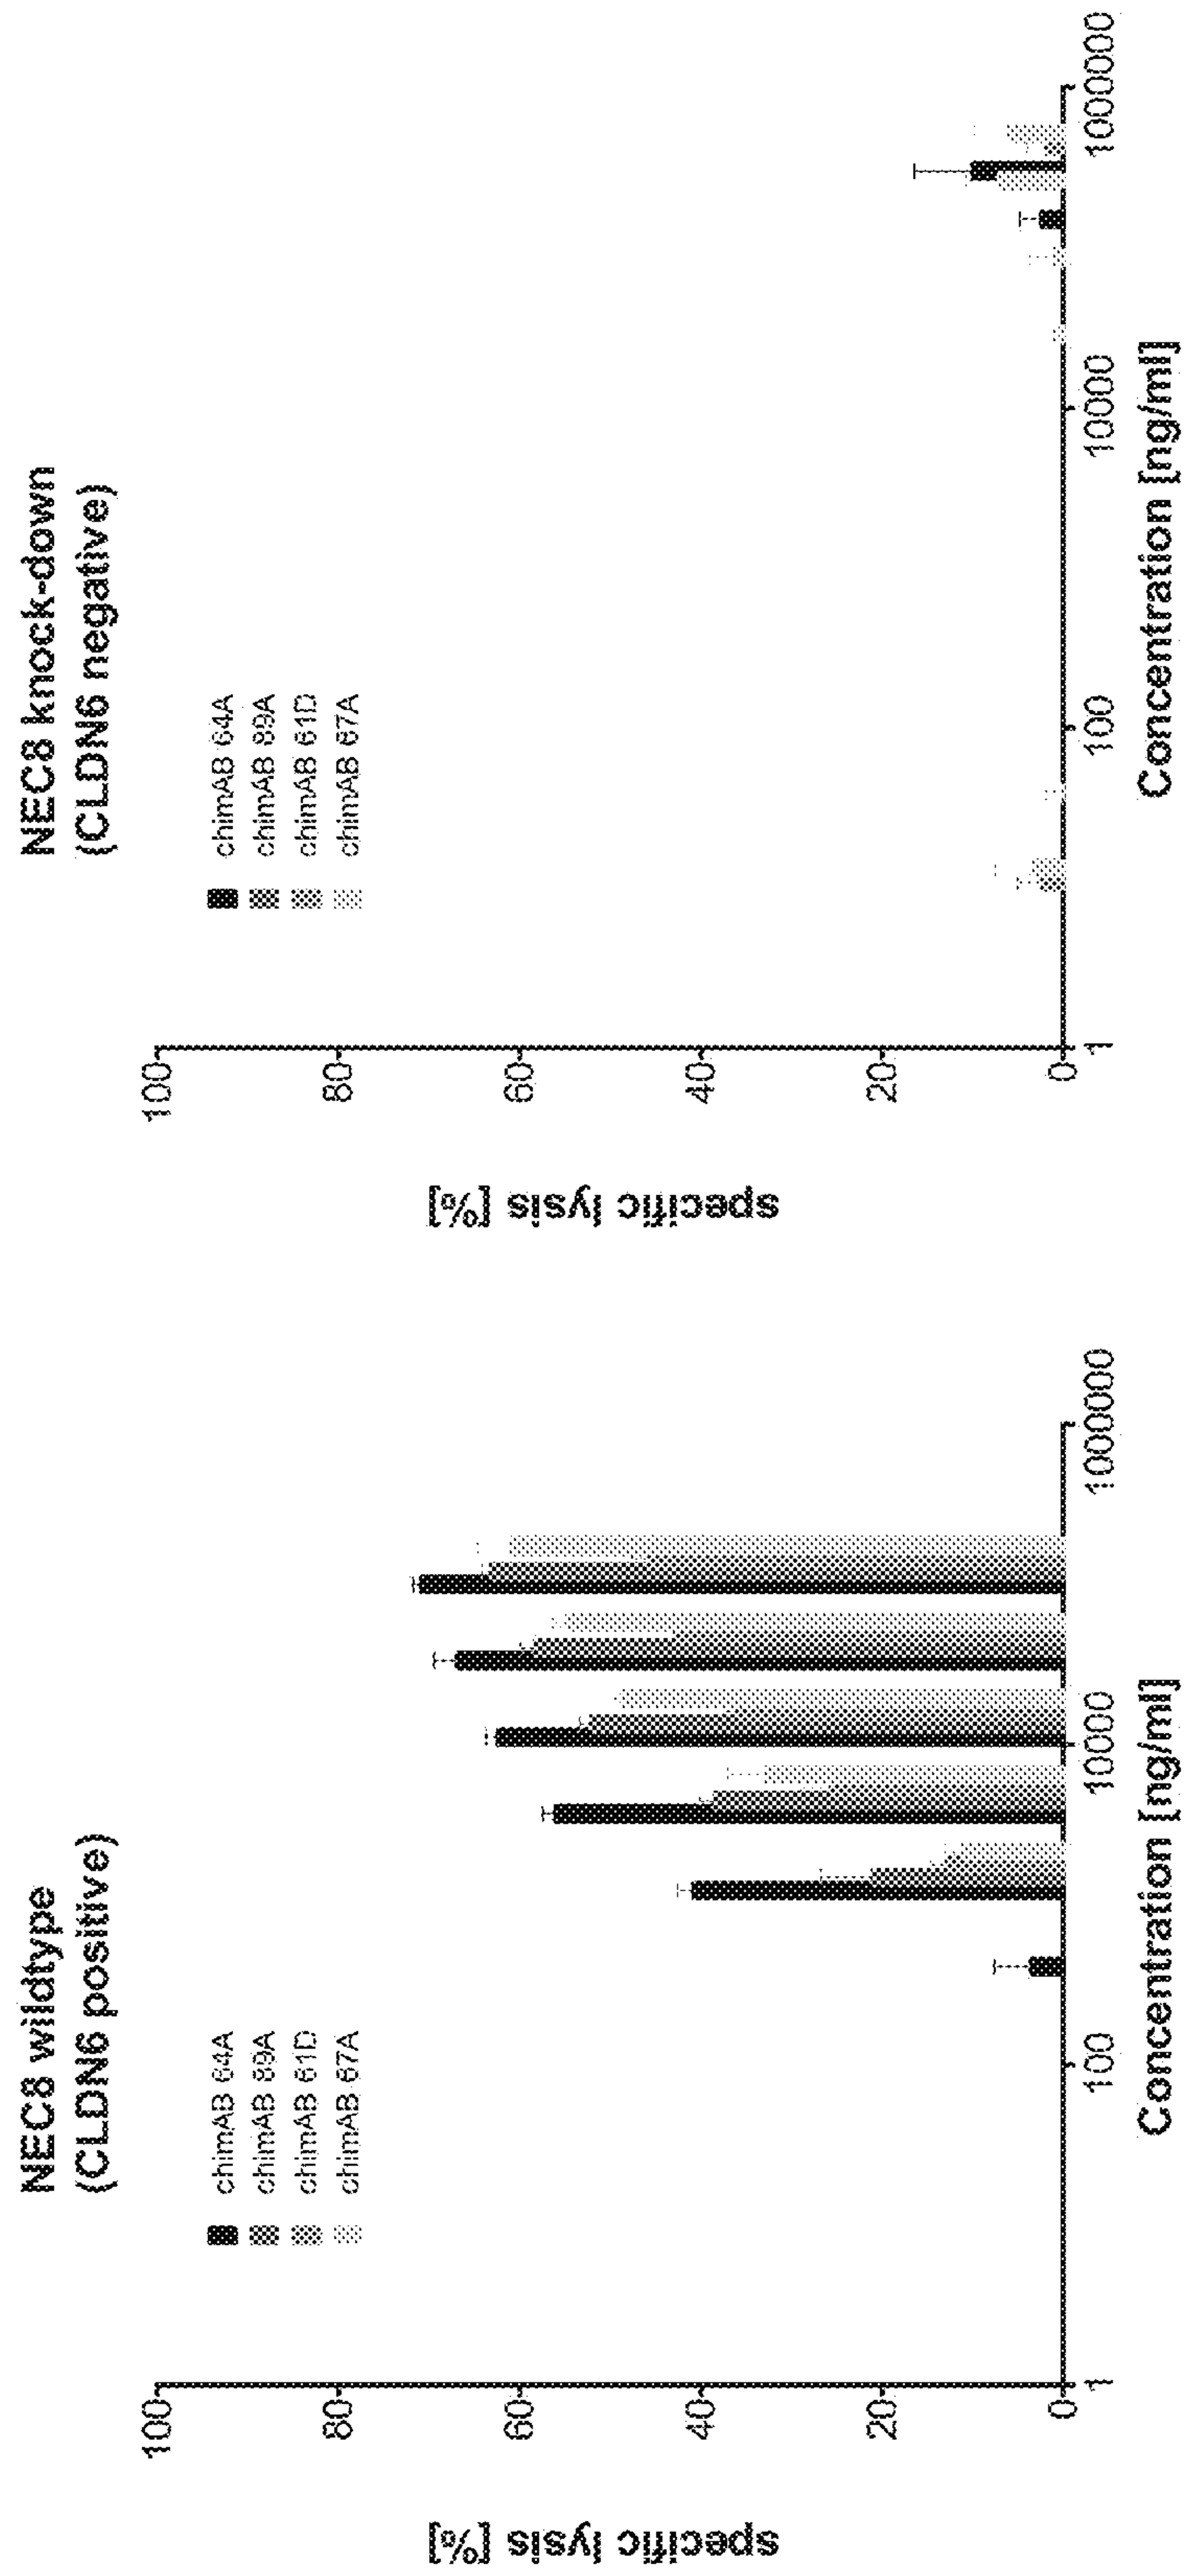 NEC8 wildtype
(CLDN6 positive)
chimAB 64A
chimAB 89A
chimAB 61D
chimAB 67A
specific lysis [%]
100
80
60
40
20
0
1
100
10000
1000000
Concentration [ng/ml]
NEC8 knock-down
(CLDN6 negative)
chimAB 64A
chimAB 89A
chimAB 61D
chimAB 67A
specific lysis [%]
100
80
60
40
20
0
1
100
10000
1000000
Concentration [ng/ml]